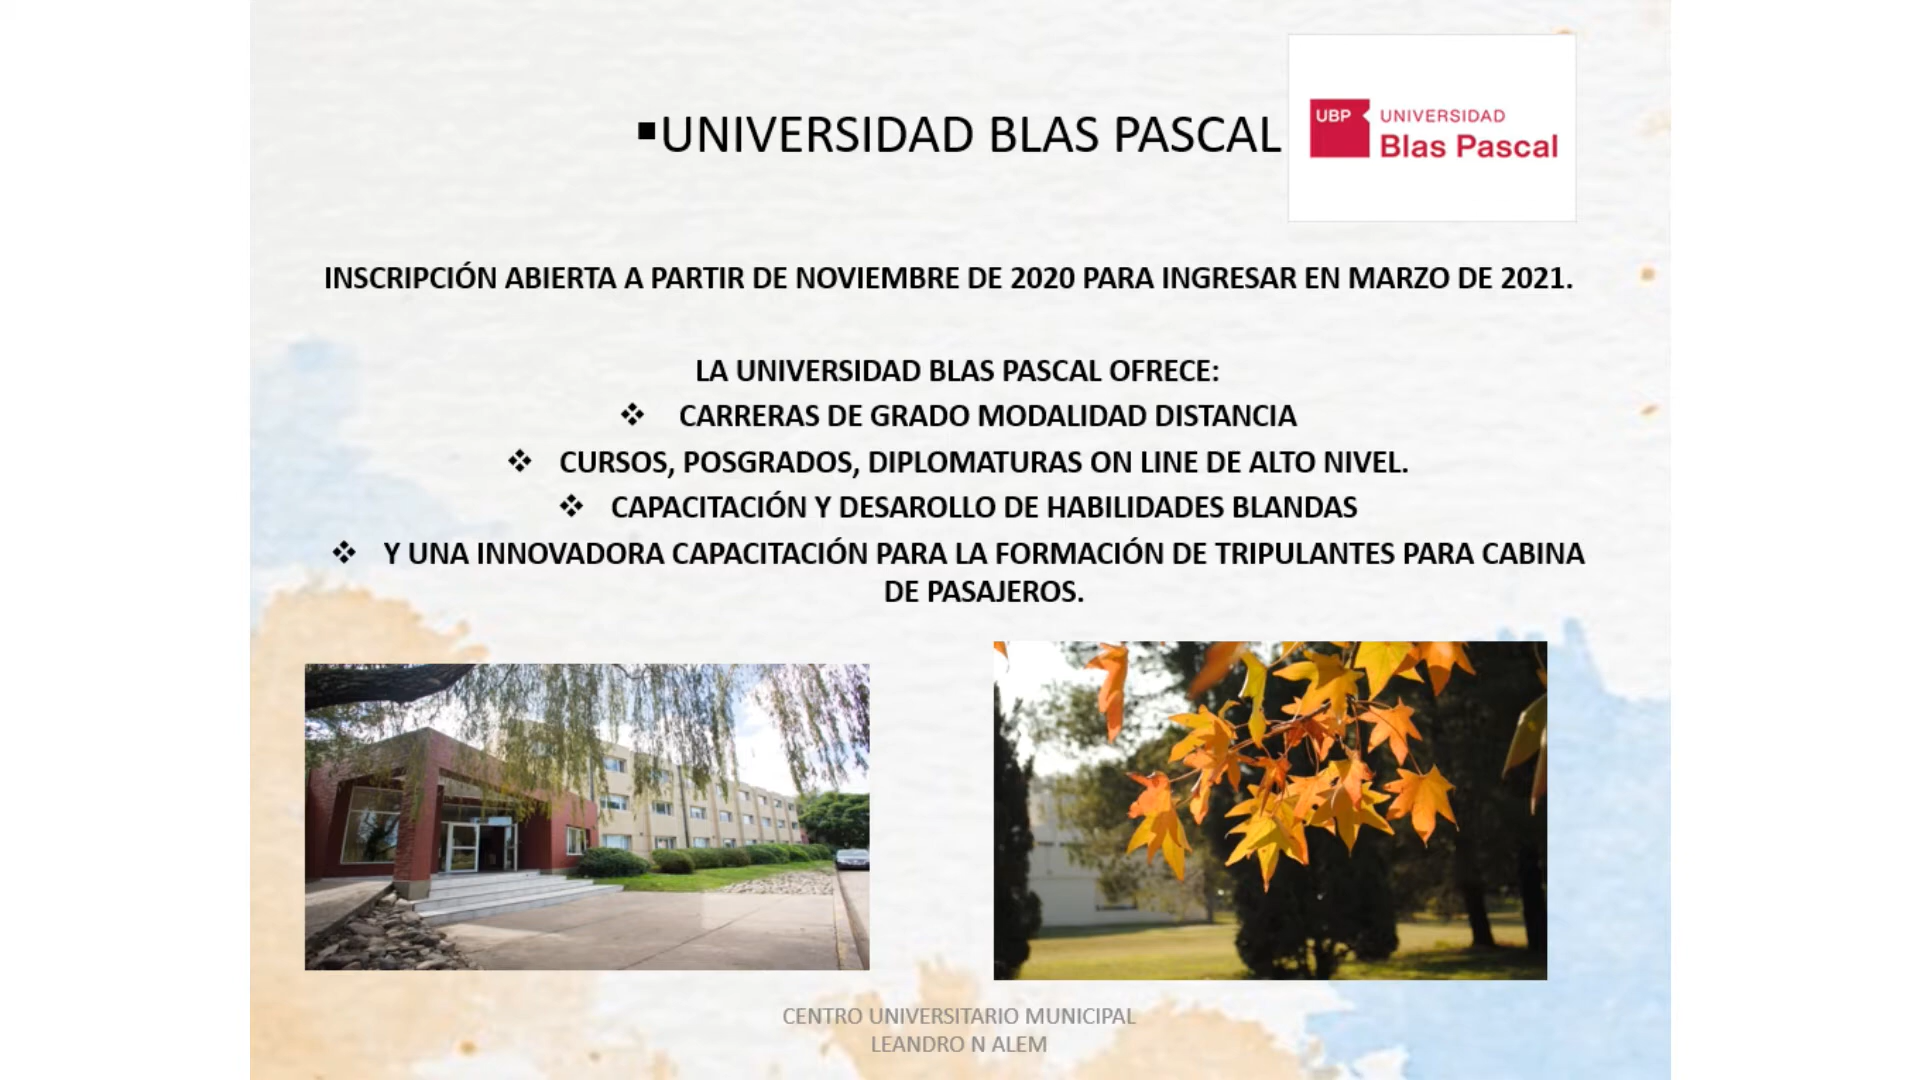 ▪UNIVERSIDAD BLAS PASCAL
UBP
UNIVERSIDAD
Blas Pascal
INSCRIPCIÓN ABIERTA A PARTIR DE NOVIEMBRE DE 2020 PARA INGRESAR EN MARZO DE 2021.
LA UNIVERSIDAD BLAS PASCAL OFRECE:
❖ CARRERAS DE GRADO MODALIDAD DISTANCIA
❖ CURSOS, POSGRADOS, DIPLOMATURAS ON LINE DE ALTO NIVEL.
❖ CAPACITACIÓN Y DESAROLLO DE HABILIDADES BLANDAS
❖ Y UNA INNOVADORA CAPACITACIÓN PARA LA FORMACIÓN DE TRIPULANTES PARA CABINA
DE PASAJEROS.
CENTRO UNIVERSITARIO MUNICIPAL
LEANDRO N ALEM